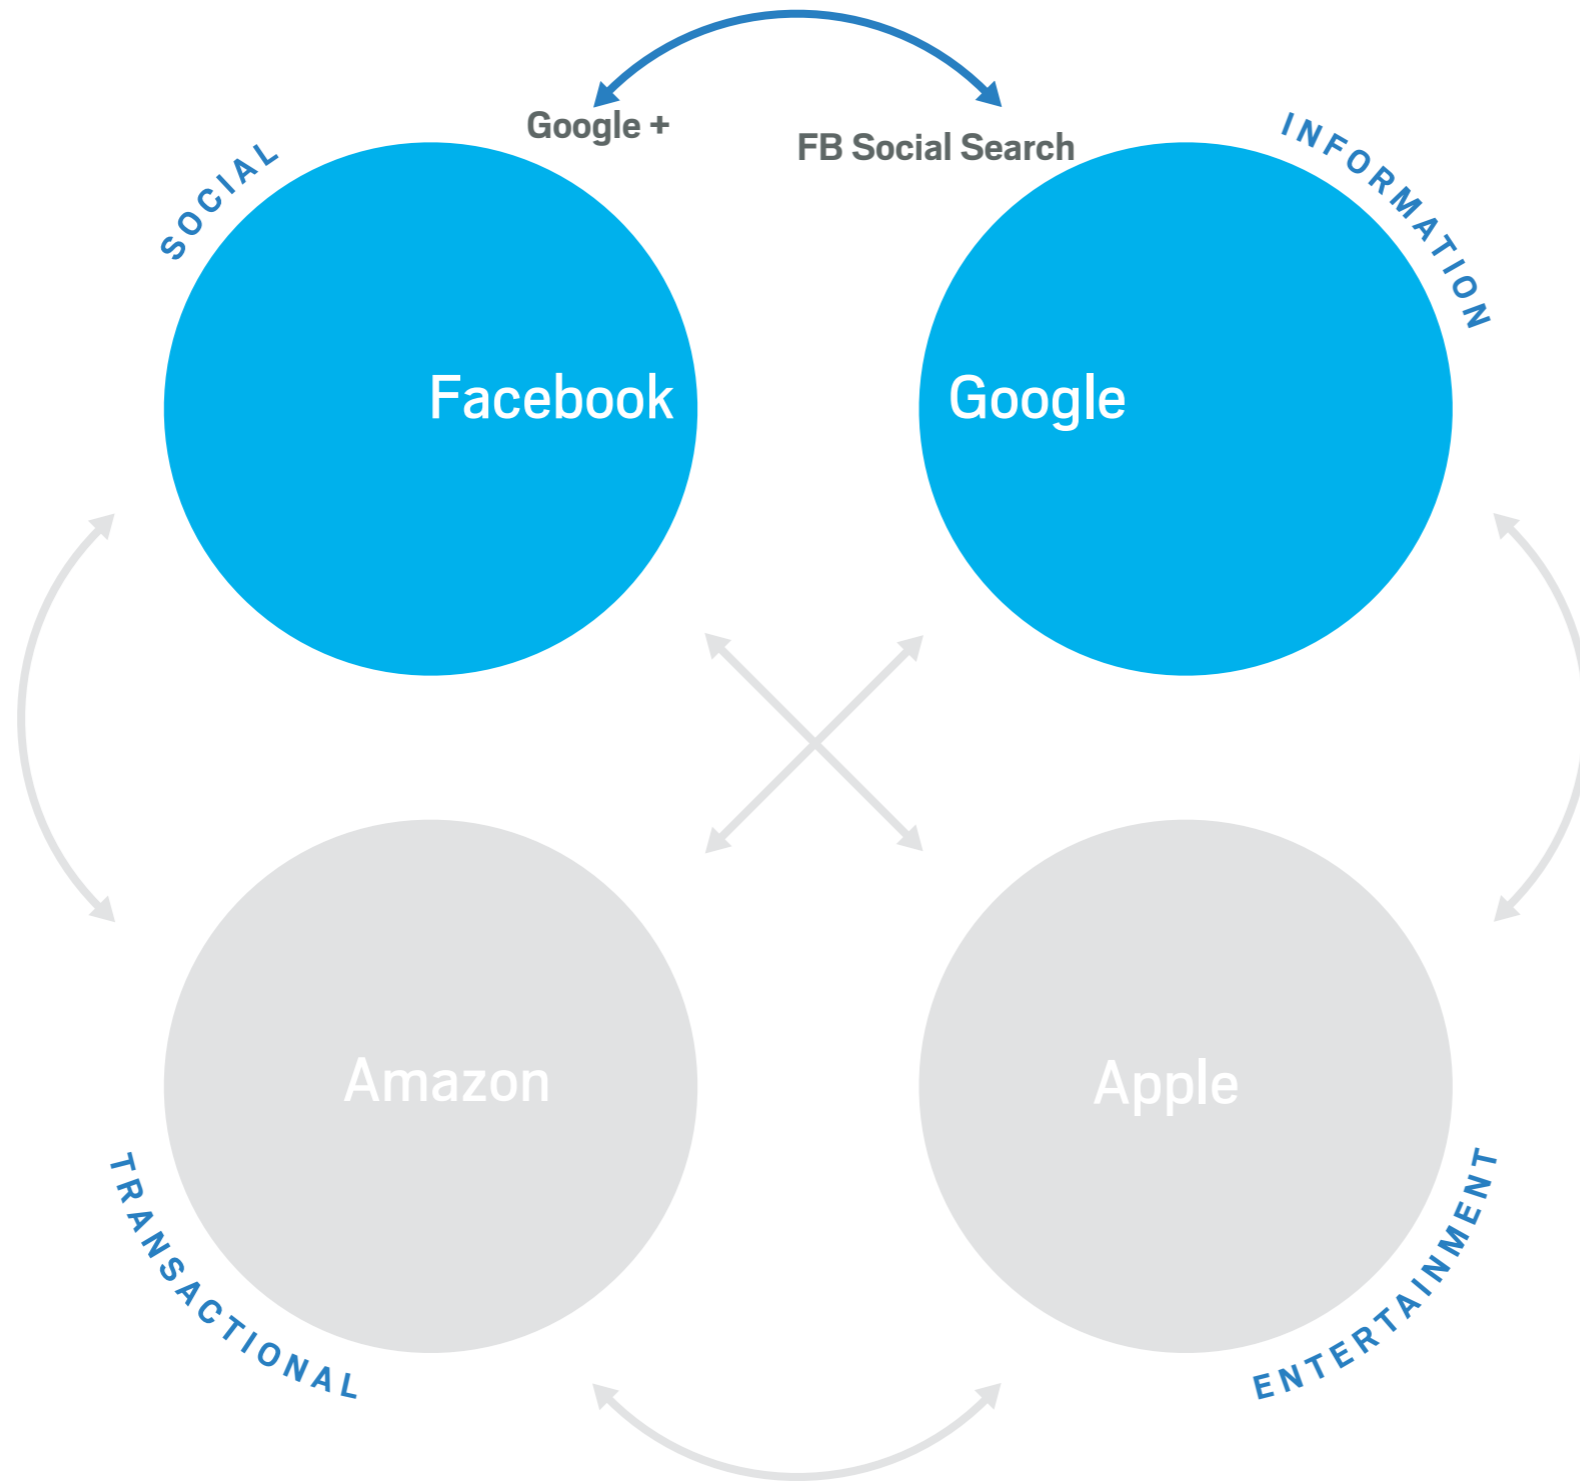 Google +
FB Social Search
SOCIAL
INFORMATION
Facebook
Google
Amazon
Apple
TRANSACTIONAL
ENTERTAINMENT